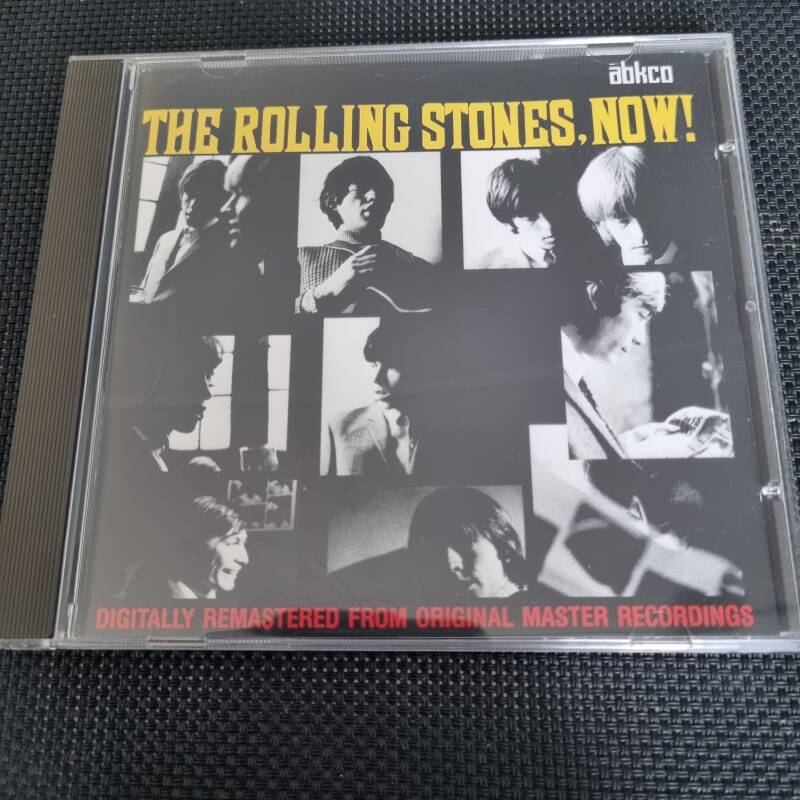 abkco
THE ROLLING STONES, NOW!
DIGITALLY REMASTERED FROM ORIGINAL MASTER RECORDINGS